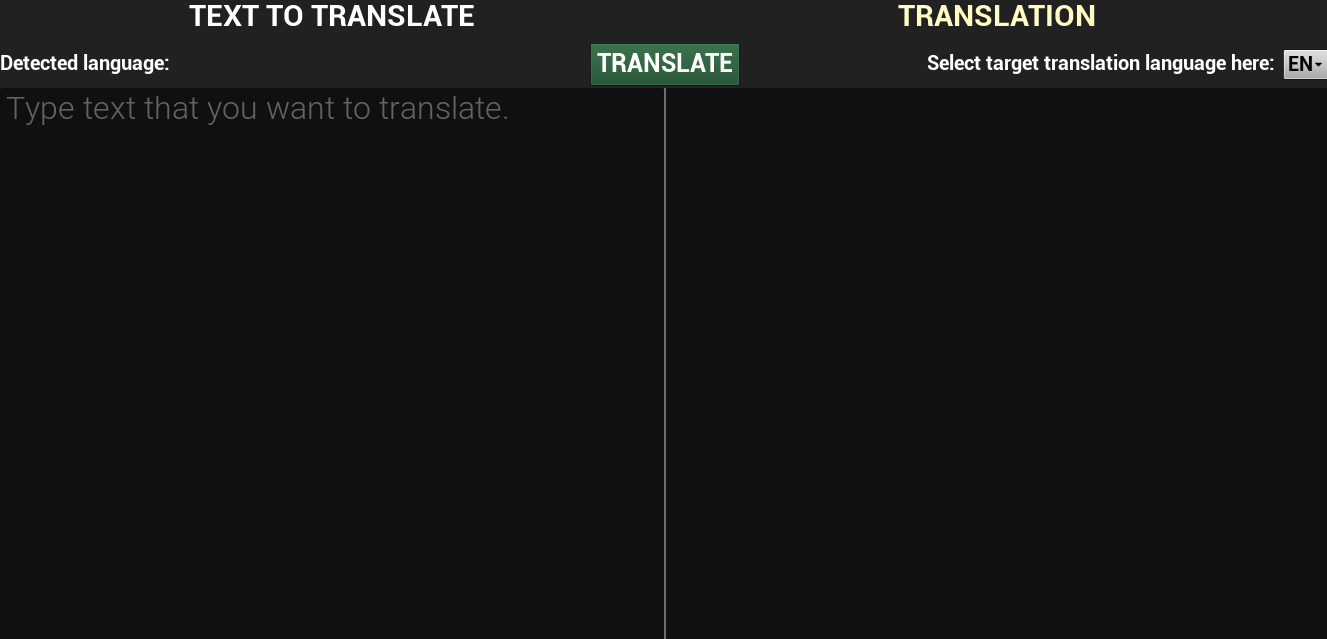 TEXT TO TRANSLATE
TRANSLATION
Detected language:
TRANSLATE
Select target translation language here:
EN
Type text that you want to translate.